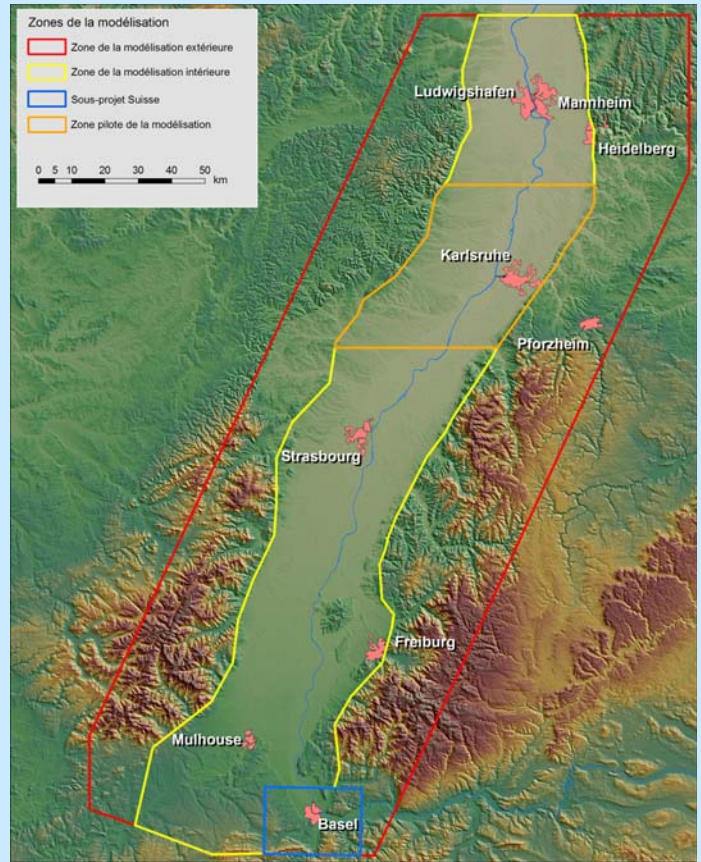 Zones de la modélisation
Zone de la modélisation extérieure
Zone de la modélisation intérieure
Sous-projet Suisse
Zone pilote de la modélisation
0 5 10 20 30 40 50
km
Ludwigshafen
Mannheim
Heidelberg
Karlsruhe
Pforzheim
Strasbourg
Freiburg
Mulhouse
Basel